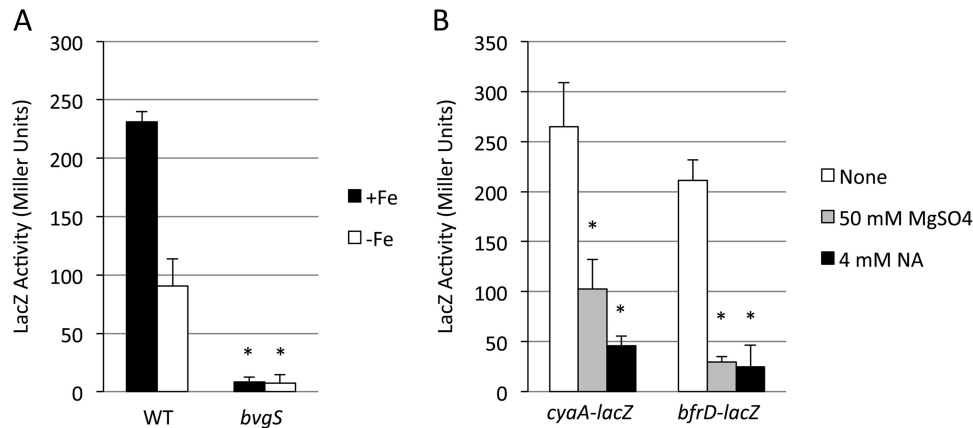 A
LacZ Activity (Miller Units)
300
250
200
150
100
50
0
* *
WT bvgS
+Fe
-Fe
B
LacZ Activity (Miller Units)
350
300
250
200
150
100
50
0
*
*
* *
cyaA-lacZ bfrD-lacZ
None
50 mM MgSO4
4 mM NA